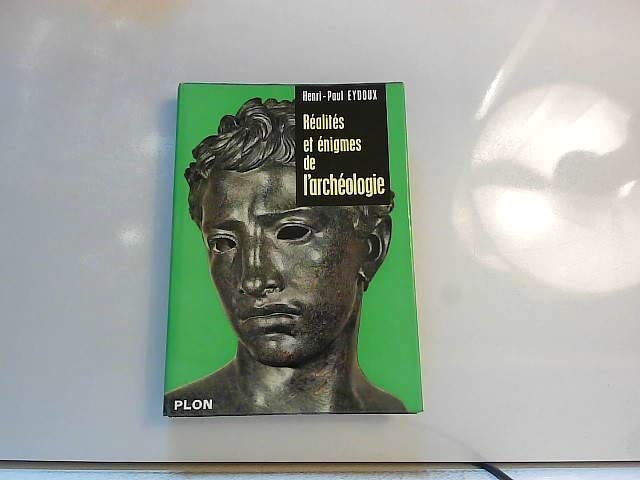 Henri-Paul EYDOUX
Réalités
et énigmes
de
l'archéologie
PLON